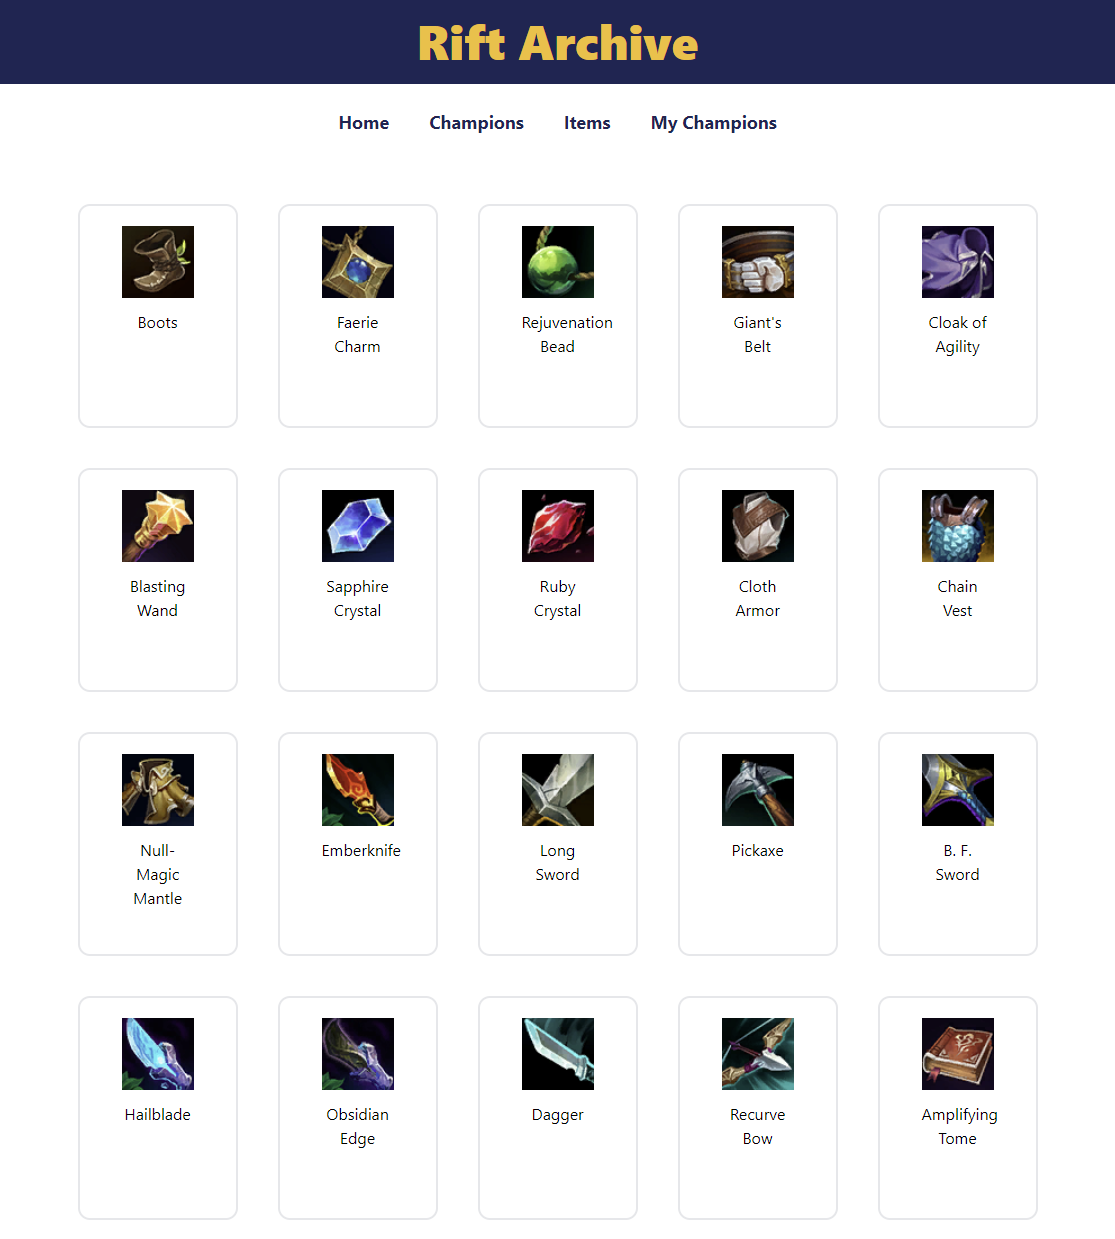 Rift Archive
Home Champions Items My Champions
Boots
Faerie
Charm
Rejuvenation
Bead
Giant's
Belt
Cloak of
Agility
Blasting
Wand
Sapphire
Crystal
Ruby
Crystal
Cloth
Armor
Chain
Vest
Null-
Magic
Mantle
Emberknife
Long
Sword
Pickaxe
B. F.
Sword
Hailblade
Obsidian
Edge
Dagger
Recurve
Bow
Amplifying
Tome